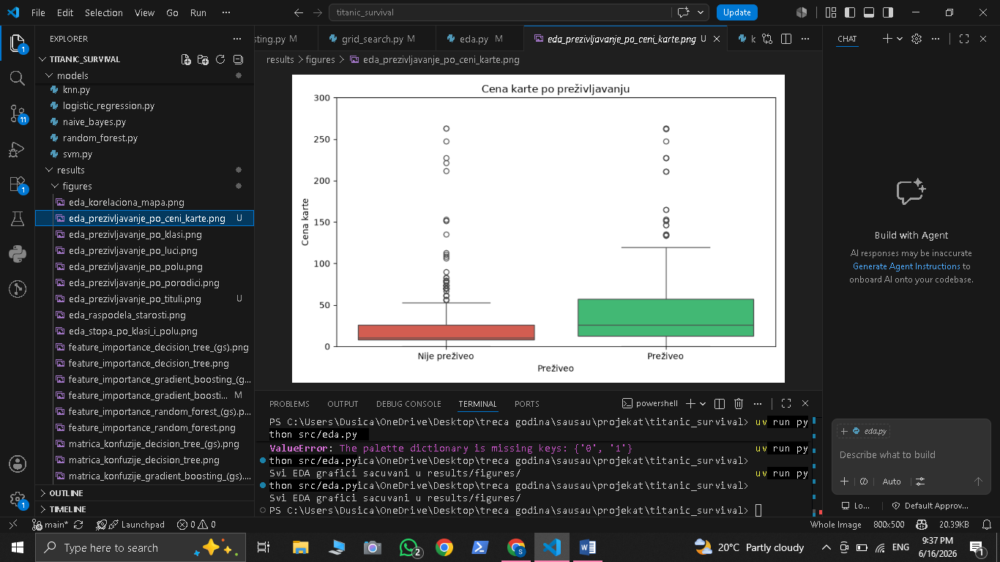 File Edit Selection View Go Run ···
titanic_survival
Update
EXPLORER
TITANIC_SURVIVAL
models
knn.py
logistic_regression.py
naive_bayes.py
random_forest.py
svm.py
results
figures
eda_korelaciona_mapa.png
eda_prezivljavanje_po_ceni_karte.png U
eda_prezivljavanje_po_klasi.png
eda_prezivljavanje_po_luci.png
eda_prezivljavanje_po_polu.png
eda_prezivljavanje_po_porodici.png
eda_prezivljavanje_po_tituli.png U
eda_raspodela_starosti.png
eda_stopa_po_klasi_i_polu.png
feature_importance_decision_tree_(gs).png
feature_importance_decision_tree.png
feature_importance_gradient_boosting_(g...
feature_importance_gradient_boosti... M
feature_importance_random_forest_(gs).p...
feature_importance_random_forest.png
matrica_konfuzije_decision_tree_(gs).png
matrica_konfuzije_decision_tree.png
matrica_konfuzije_gradient_boosting_(gs)....
OUTLINE
TIMELINE
1
11
1
1
sting.py M
grid_search.py M
eda.py M
eda_prezivljavanje_po_ceni_karte.png U
k
results > figures > eda_prezivljavanje_po_ceni_karte.png
Cena karte po preživljavanju
300
250
200
150
100
50
0
Cena karte
Nije preživeo
Preživeo
Preživeo
PROBLEMS OUTPUT DEBUG CONSOLE TERMINAL PORTS
powershell
PS C:\Users\Dusica\OneDrive\Desktop\treca godina\sausau\projekat\titanic_survival> uv run py
thon src/eda.py
ValueError: The palette dictionary is missing keys: {'0', '1'} uv run py
thon src/eda.pyica\OneDrive\Desktop\treca godina\sausau\projekat\titanic_survival>
Svi EDA grafici sacuvani u results/figures/ uv run py
thon src/eda.pyica\OneDrive\Desktop\treca godina\sausau\projekat\titanic_survival>
Svi EDA grafici sacuvani u results/figures/
PS C:\Users\Dusica\OneDrive\Desktop\treca godina\sausau\projekat\titanic_survival>
CHAT
Build with Agent
AI responses may be inaccurate
Generate Agent Instructions to
onboard AI onto your codebase.
eda.py
Describe what to build
Auto
Lo...
Default Approv...
main*
Launchpad
0 0
Whole Image
800x500
20.39KB
Type here to search
2
20°C Partly cloudy
ENG
9:37 PM
6/16/2026
1